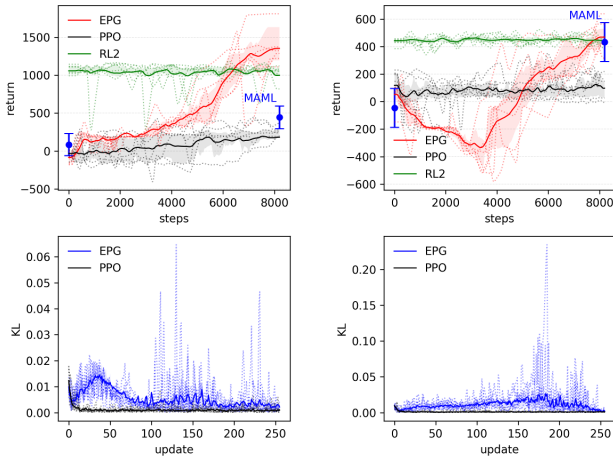 EPG
PPO
RL2
MAML
return
1500
1000
500
0
−500
0
2000
4000
6000
8000
steps
600
400
200
0
−200
−400
−600
return
MAML
EPG
PPO
RL2
0
2000
4000
6000
8000
steps
EPG
PPO
KL
0.06
0.05
0.04
0.03
0.02
0.01
0.00
0
50
100
150
200
250
update
EPG
PPO
KL
0.20
0.15
0.10
0.05
0.00
0
50
100
150
200
250
update